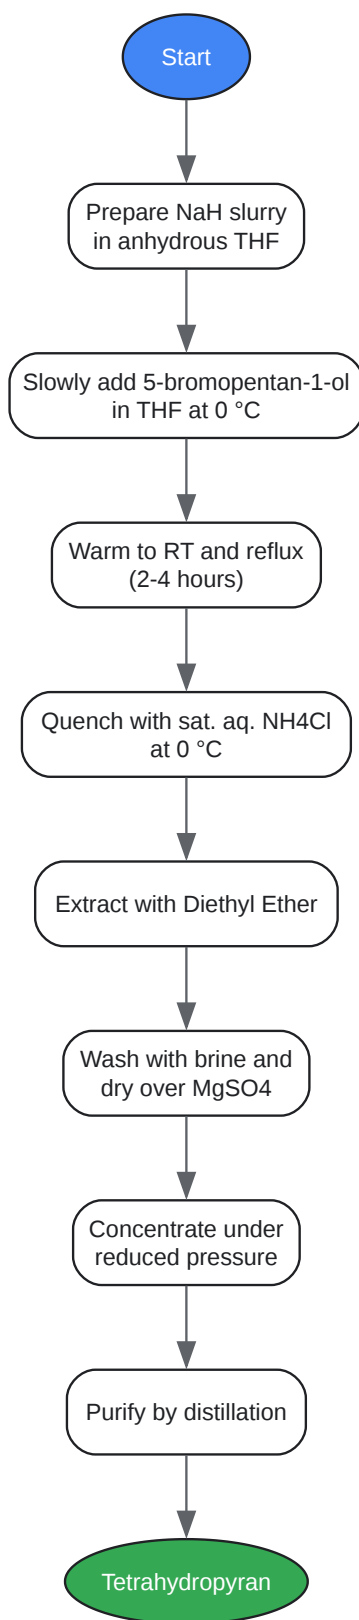 Start
Prepare NaH slurry
in anhydrous THF
Slowly add 5-bromopentan-1-ol
in THF at 0 °C
Warm to RT and reflux
(2-4 hours)
Quench with sat. aq. NH4Cl
at 0 °C
Extract with Diethyl Ether
Wash with brine and
dry over MgSO4
Concentrate under
reduced pressure
Purify by distillation
Tetrahydropyran